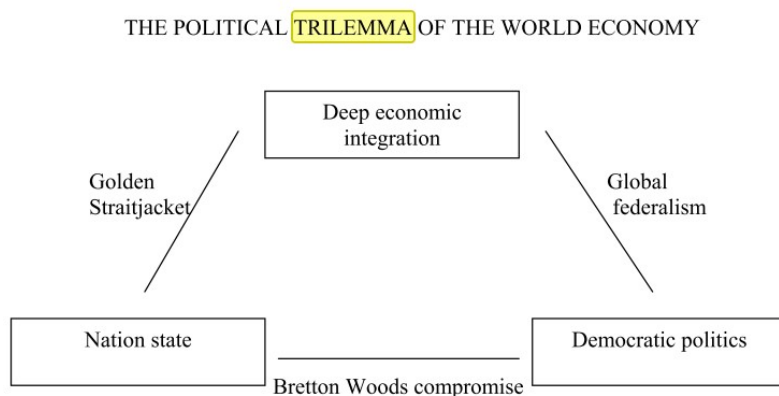 THE POLITICAL TRILEMMA OF THE WORLD ECONOMY
Deep economic
integration
Golden
Straitjacket
Global
federalism
Nation state
Democratic politics
Bretton Woods compromise